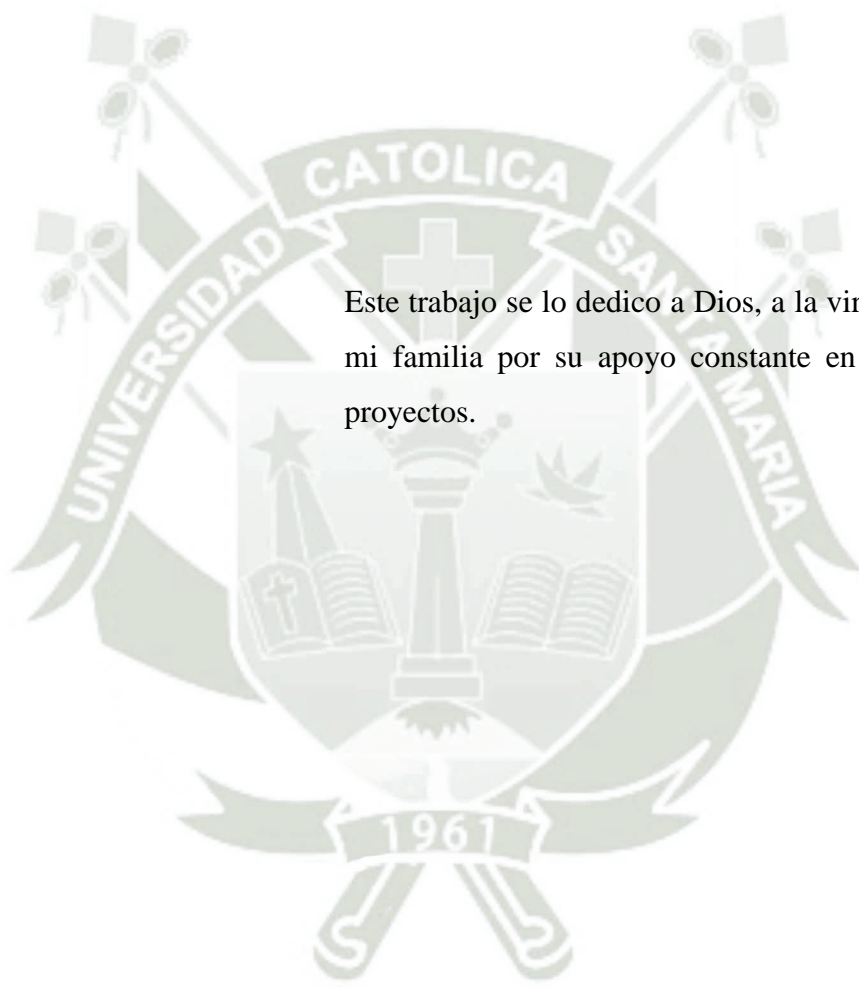 UNIVERSIDAD CATOLICA SANTA MARIA
Este trabajo se lo dedico a Dios, a la
mi familia por su apoyo constante en
proyectos.
1961